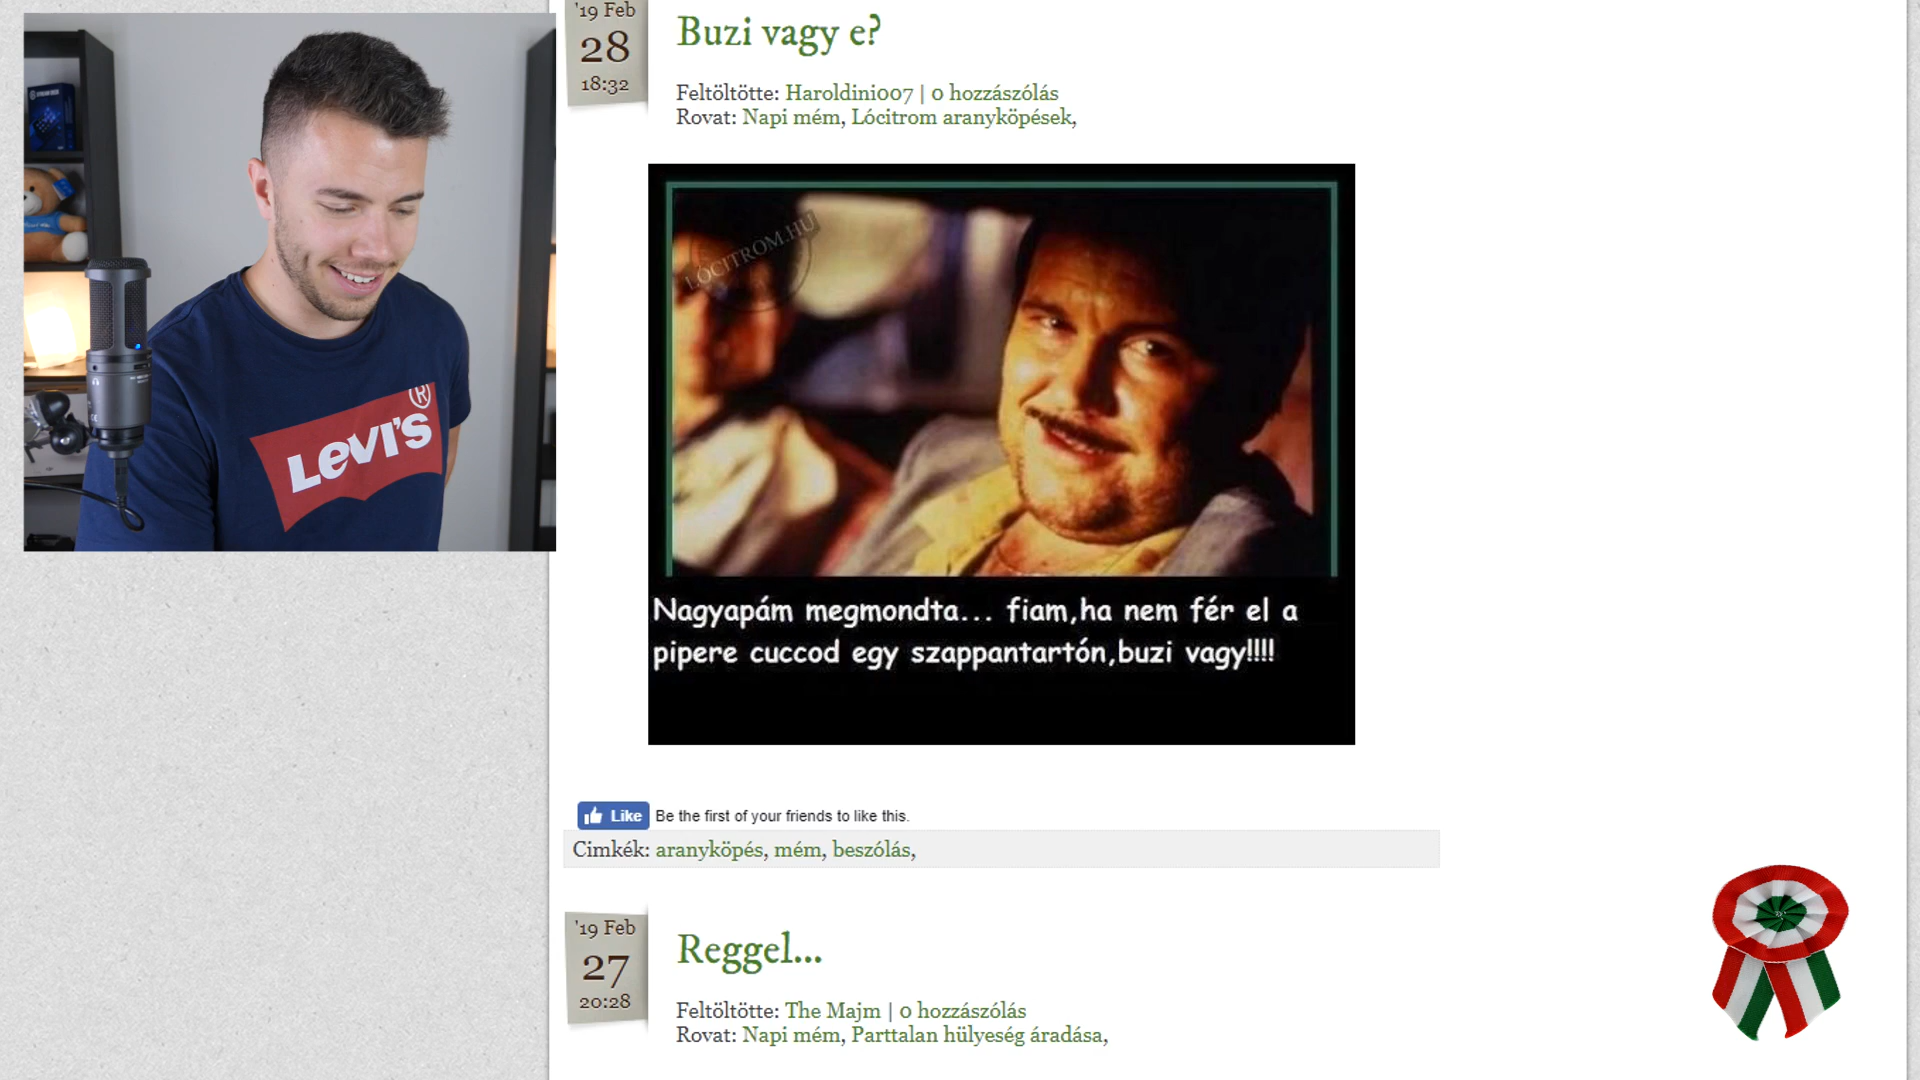 '19 Feb
28
18:32
Buzi vagy e?
Feltöltötte: Haroldini007 | 0 hozzászólás
Rovat: Napi mém, Lócitrom aranyköpések,
LÓCITROM.HU
LEVI'S®
Nagyapám megmondta... fiam,ha nem fér el a
pipere cuccod egy szappantartón,buzi vagy!!!!
Like Be the first of your friends to like this.
Cimkék: aranyköpés, mém, beszólás,
'19 Feb
27
20:28
Reggel...
Feltöltötte: The Majm | 0 hozzászólás
Rovat: Napi mém, Parttalan hülyeség áradása,